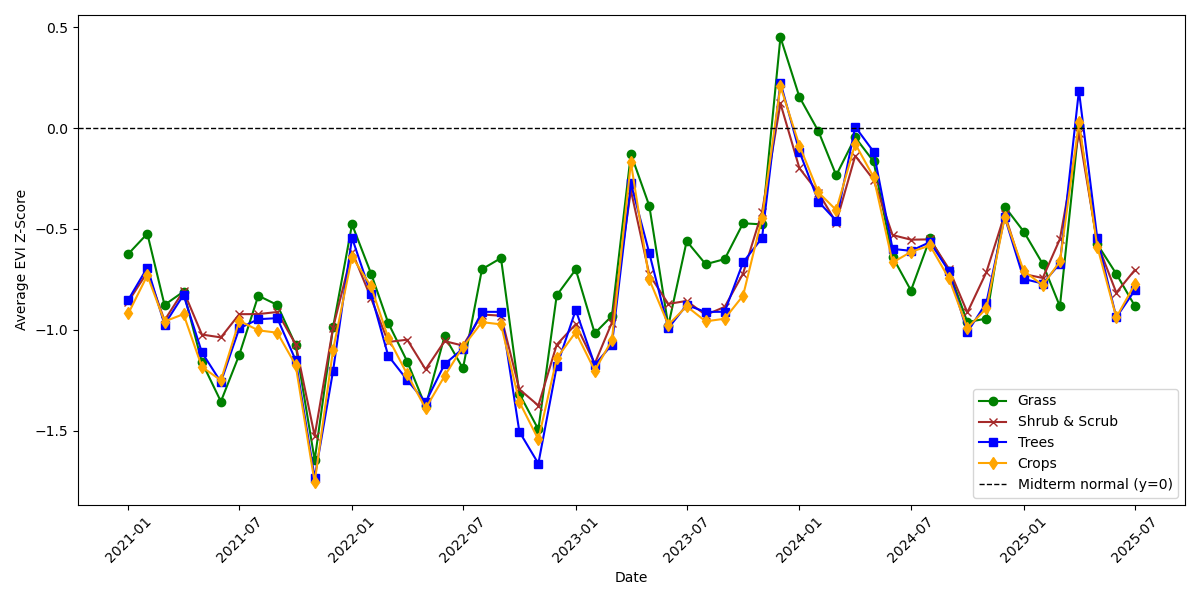 0.5
0.0
−0.5
−1.0
−1.5
Average EVI Z-Score
2021-01
2021-07
2022-01
2022-07
2023-01
2023-07
2024-01
2024-07
2025-01
2025-07
Date
Grass
Shrub & Scrub
Trees
Crops
Midterm normal (y=0)